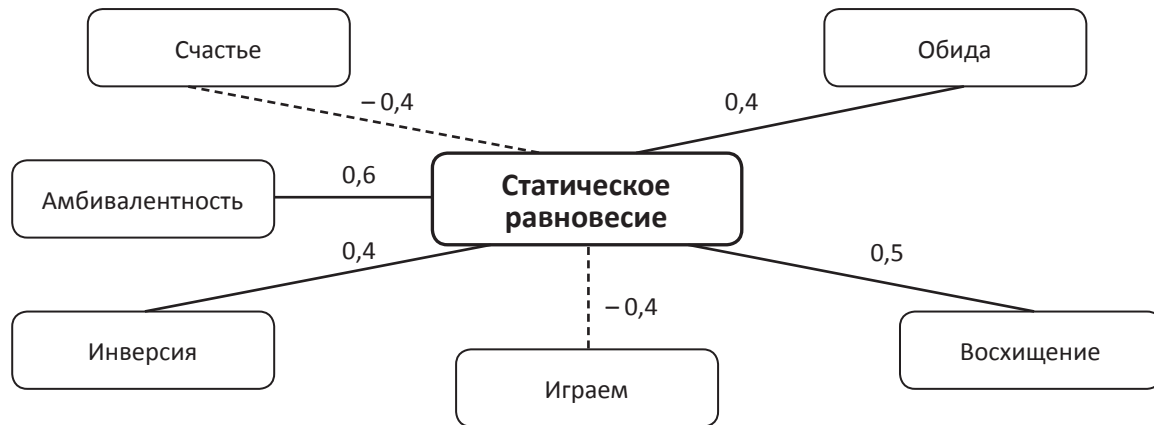 Счастье
Обида
– 0,4
0,4
Амбивалентность
0,6
Статическое
равновесие
0,4
0,5
– 0,4
Инверсия
Играем
Восхищение